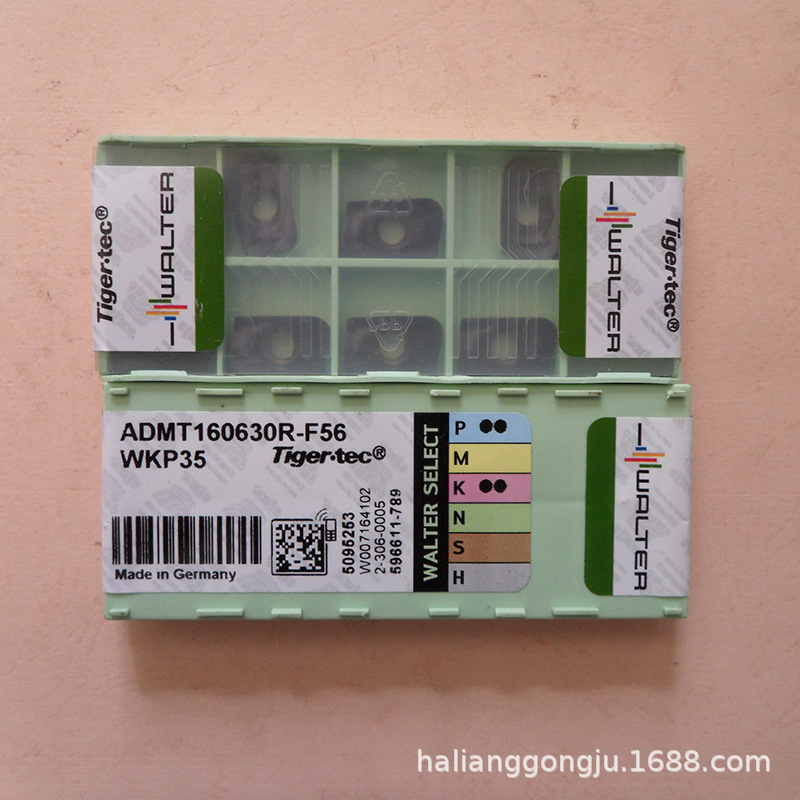 Tiger·tec®
WALTER
WALTER
Tiger·tec®
ADMT160630R-F56
WKP35
Tiger·tec®
Made in Germany
5095253
W007164102
2-306-0005
596611-789
WALTER SELECT
P
M
K
N
S
H
WALTER
halianggongju.1688.com